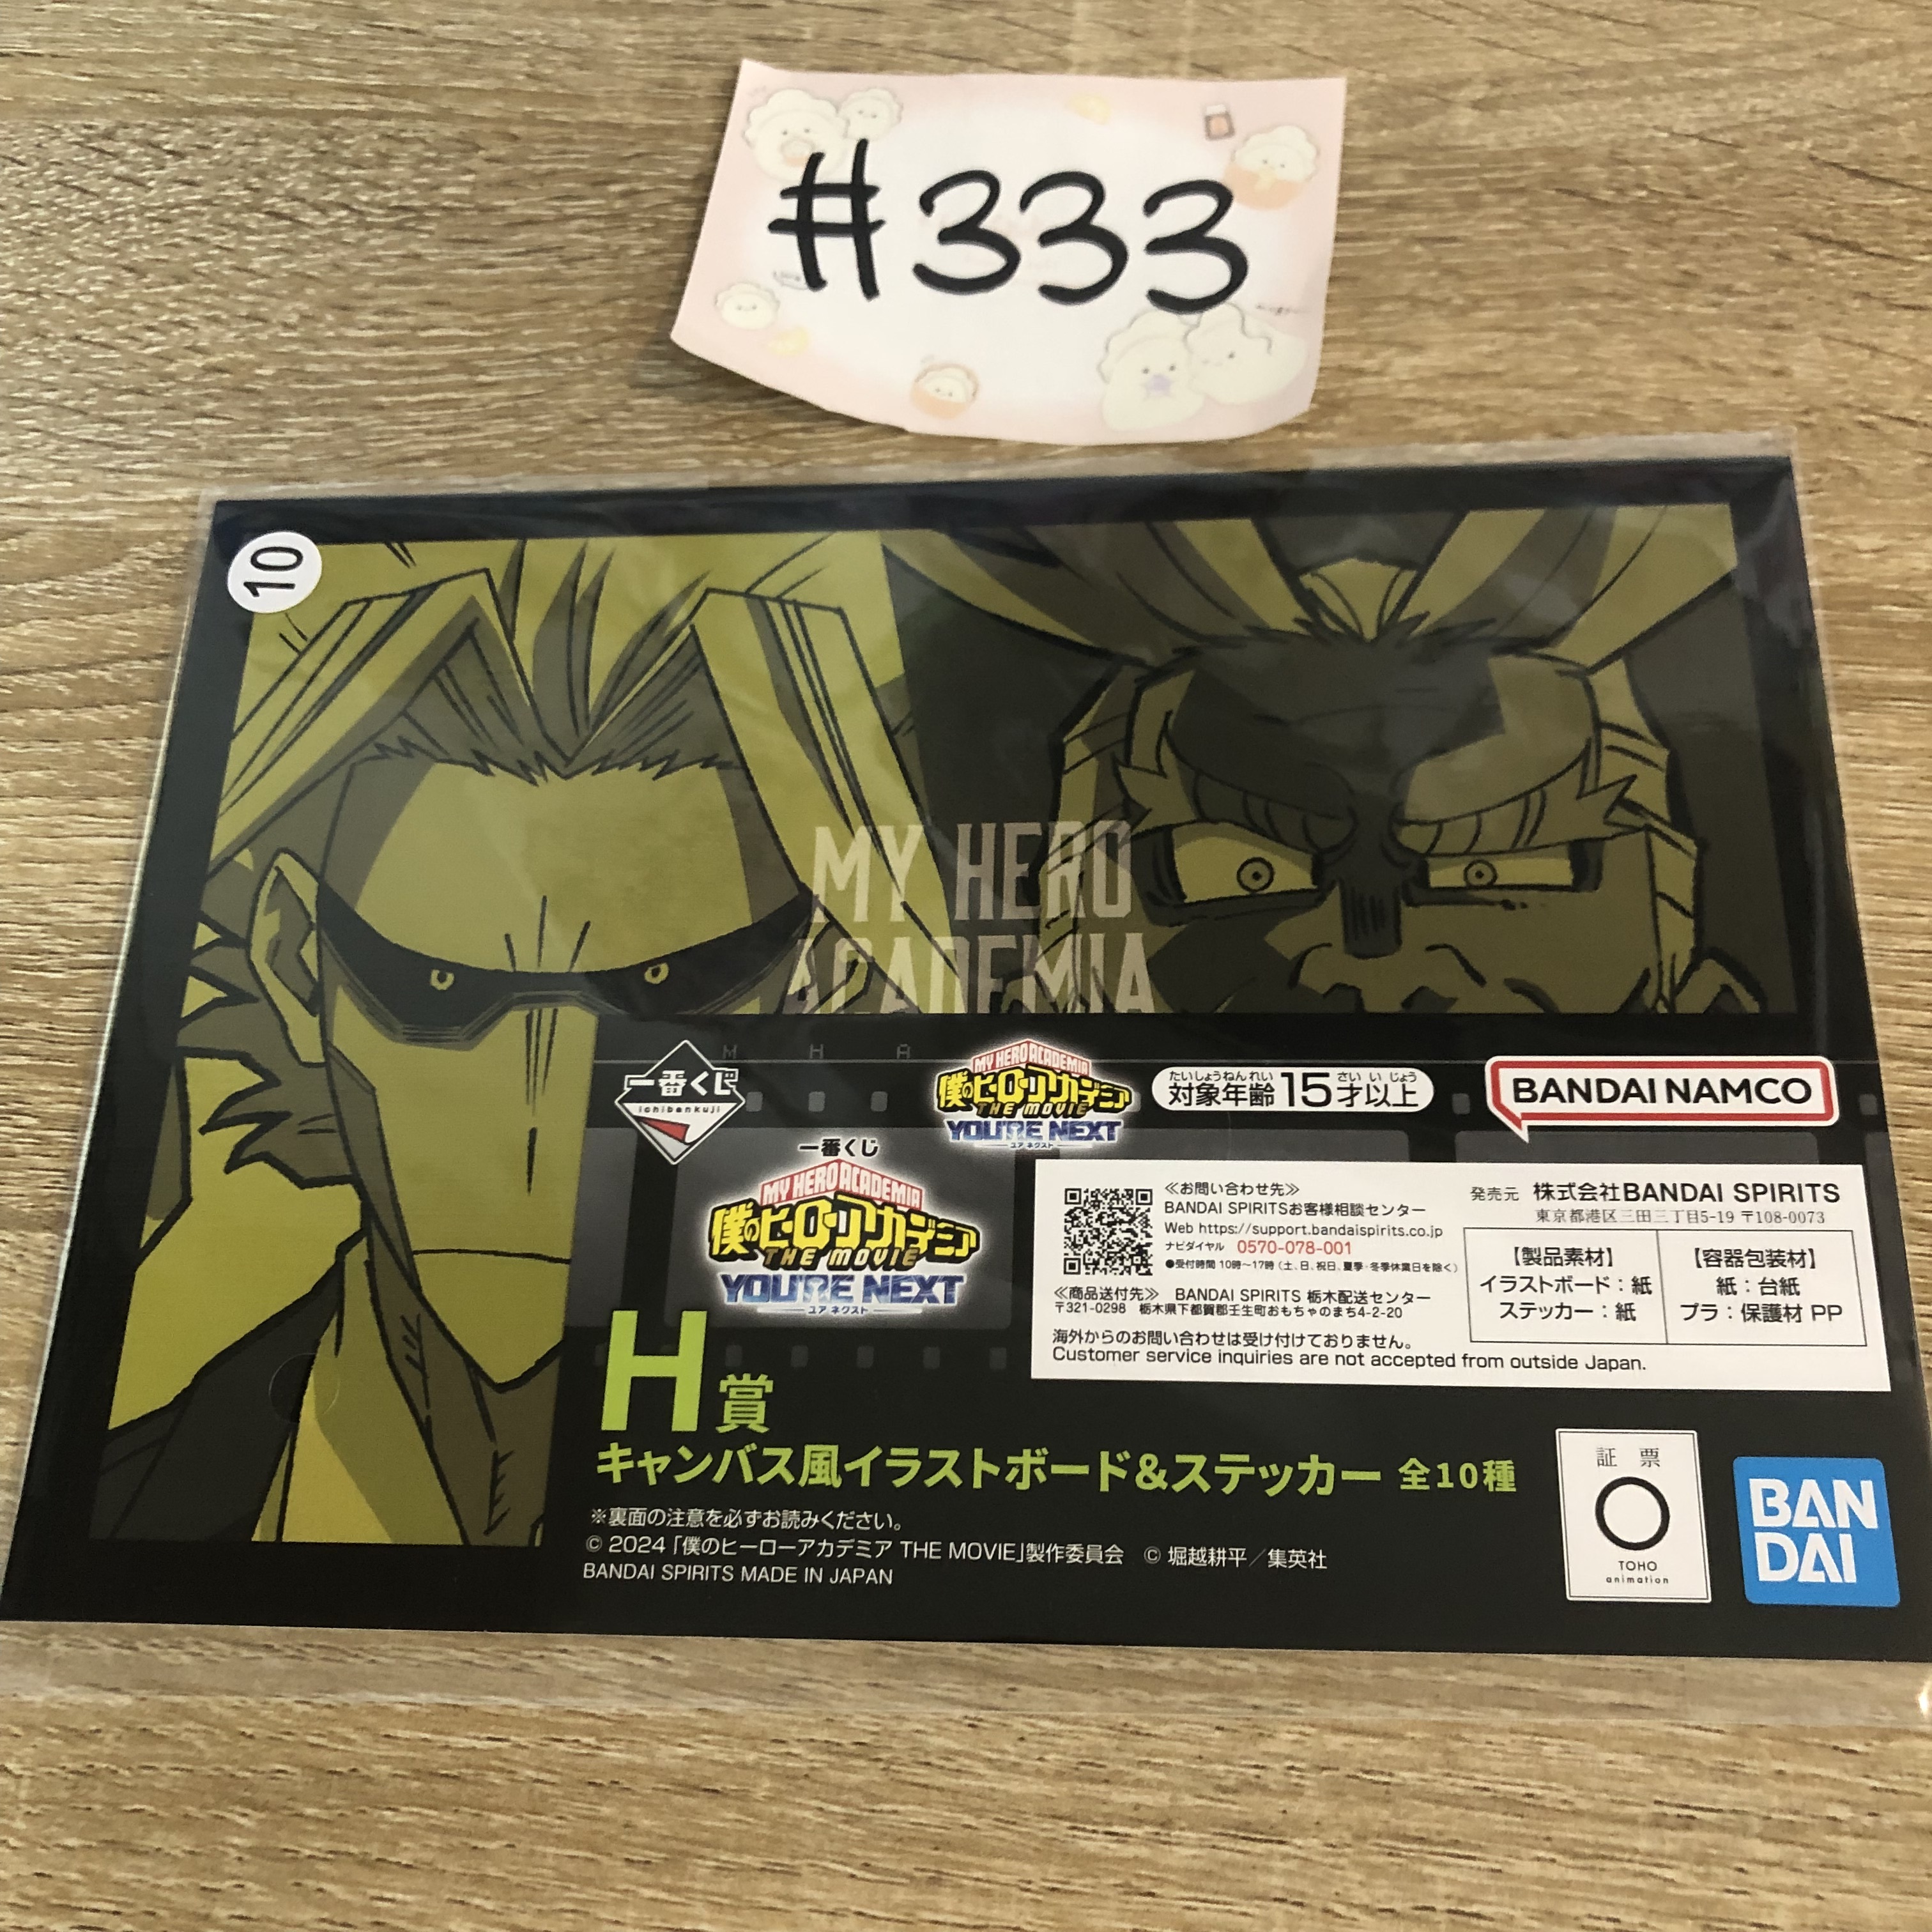 #333
10
MY HERO
ACADEMIA
M H A
一番くじ
ichibankuji
MY HERO ACADEMIA
僕のヒーローアカデミア
THE MOVIE
YOU'RE NEXT
ユア ネクスト
たいしょうねんれい さい いじょう
対象年齢15才以上
BANDAI NAMCO
一番くじ
MY HERO ACADEMIA
僕のヒーローアカデミア
THE MOVIE
YOU'RE NEXT
ユア ネクスト
≪お問い合わせ先≫
BANDAI SPIRITSお客様相談センター
Web https://support.bandaispirits.co.jp
ナビダイヤル 0570-078-001
●受付時間 10時〜17時（土、日、祝日、夏季・冬季休業日を除く）
≪商品送付先≫ BANDAI SPIRITS 栃木配送センター
〒321-0298 栃木県下都賀郡壬生町おもちゃのまち4-2-20
海外からのお問い合わせは受け付けておりません。
Customer service inquiries are not accepted from outside Japan.
発売元 株式会社BANDAI SPIRITS
東京都港区三田三丁目5-19 〒108-0073
【製品素材】
イラストボード：紙
ステッカー：紙
【容器包装材】
紙：台紙
プラ：保護材 PP
H賞
キャンバス風イラストボード&ステッカー 全10種
※裏面の注意を必ずお読みください。
© 2024「僕のヒーローアカデミア THE MOVIE」製作委員会 © 堀越耕平／集英社
BANDAI SPIRITS MADE IN JAPAN
証票
TOHO
animation
BAN
DAI